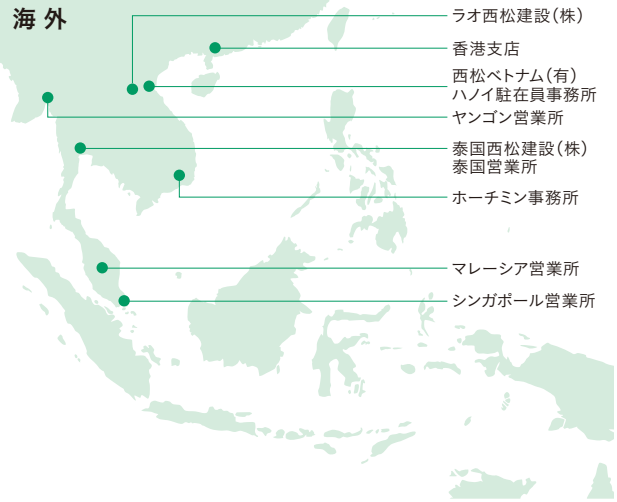 海外
ラオ西松建設(株)
香港支店
西松ベトナム(有)
ハノイ駐在員事務所
ヤンゴン営業所
泰国西松建設(株)
泰国営業所
ホーチミン事務所
マレーシア営業所
シンガポール営業所